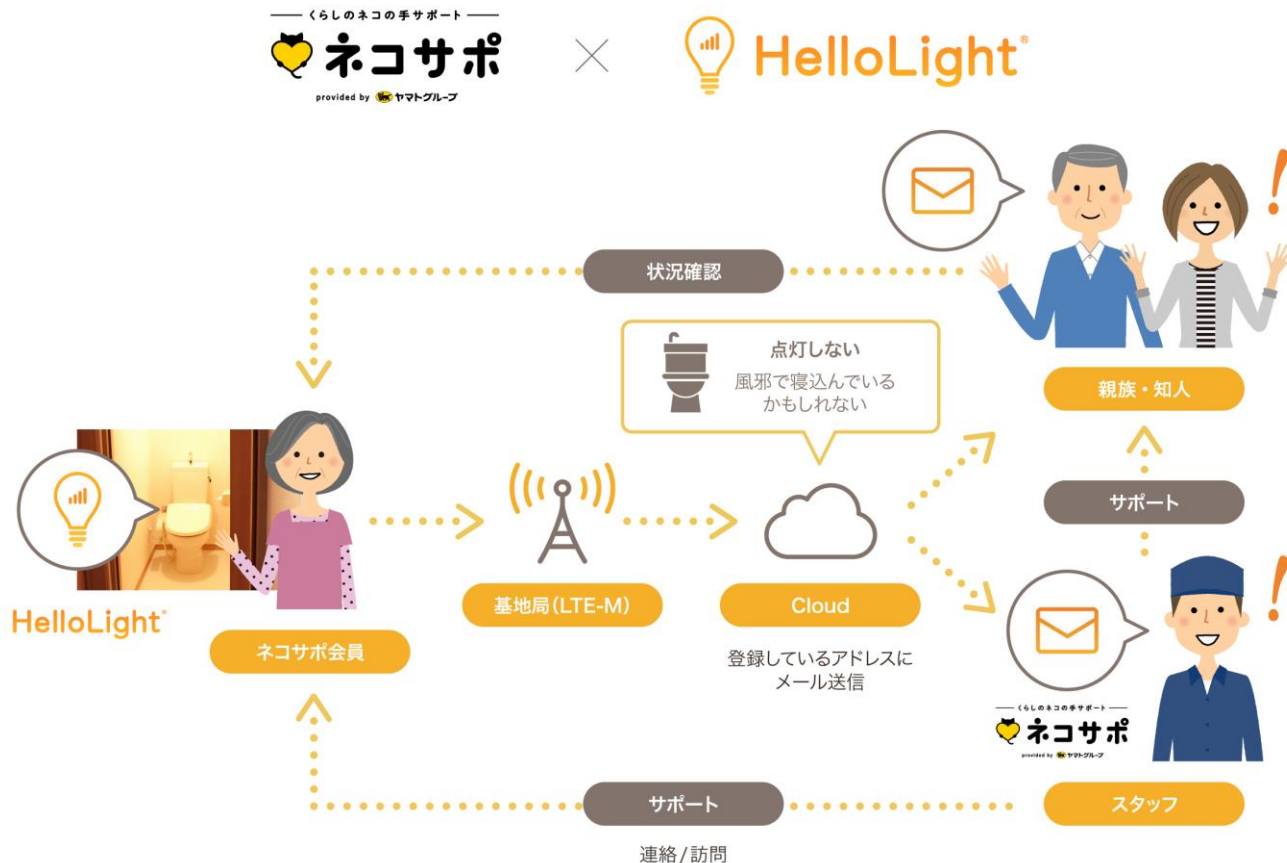 くらしのネコの手サポート
ネコサポ
provided by ヤマトグループ
×
HelloLight®
状況確認
点灯しない
風邪で寝込んでいる
かもしれない
親族・知人
サポート
HelloLight®
ネコサポ会員
基地局(LTE-M)
Cloud
登録しているアドレスに
メール送信
くらしのネコの手サポート
ネコサポ
provided by ヤマトグループ
スタッフ
サポート
連絡/訪問